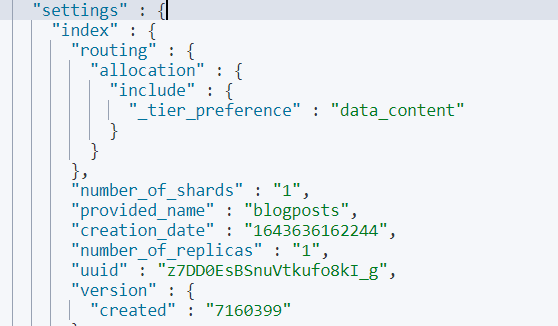 "settings" : {
"index" : {
"routing" : {
"allocation" : {
"include" : {
"_tier_preference" : "data_content"
}
}
},
"number_of_shards" : "1",
"provided_name" : "blogposts",
"creation_date" : "1643636162244",
"number_of_replicas" : "1",
"uuid" : "z7DD0EsBSnuVtkufo8kI_g",
"version" : {
"created" : "7160399"
}